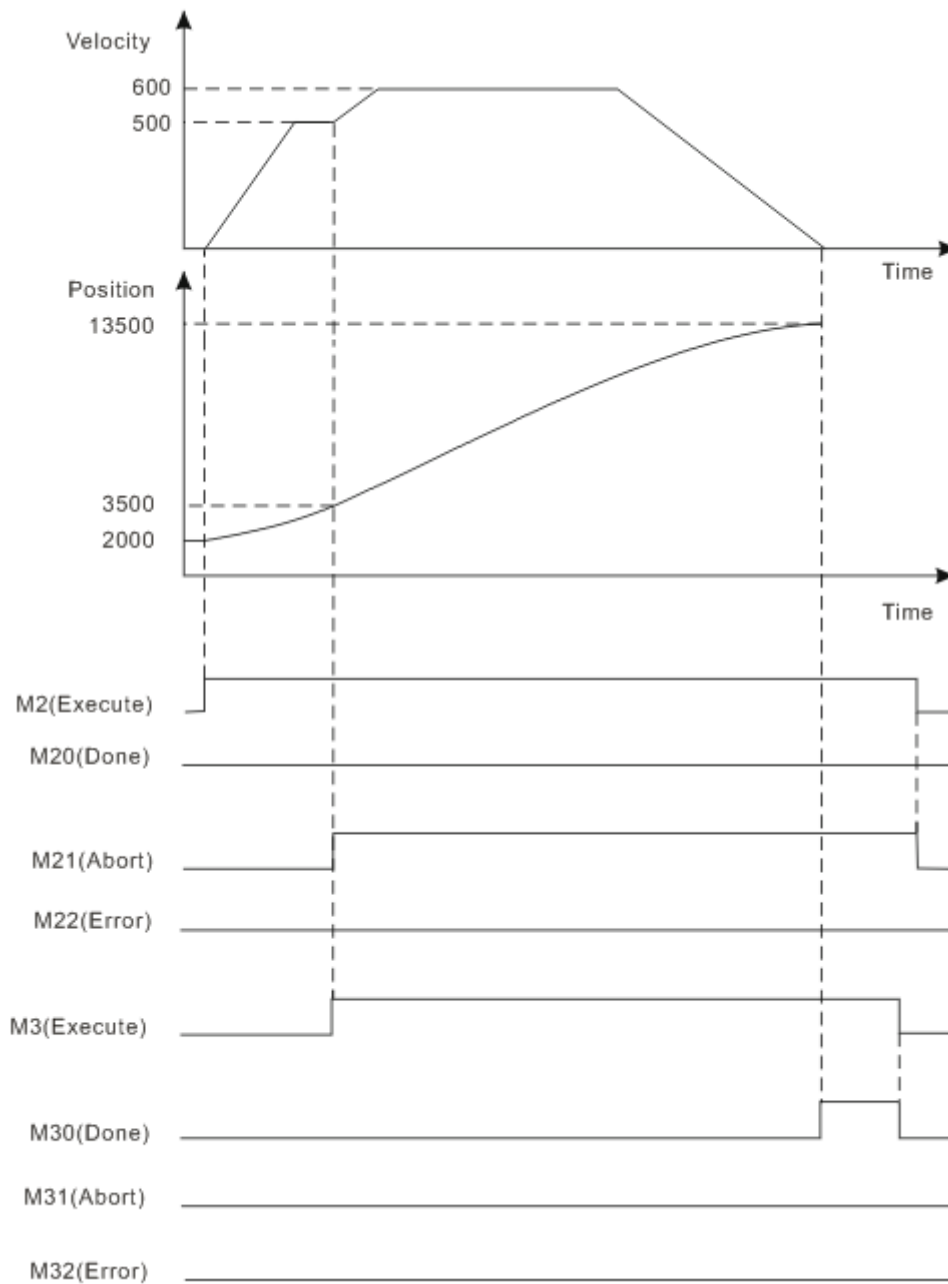 Velocity
600
500
Time
Position
13500
3500
2000
Time
M2(Execute)
M20(Done)
M21(Abort)
M22(Error)
M3(Execute)
M30(Done)
M31(Abort)
M32(Error)